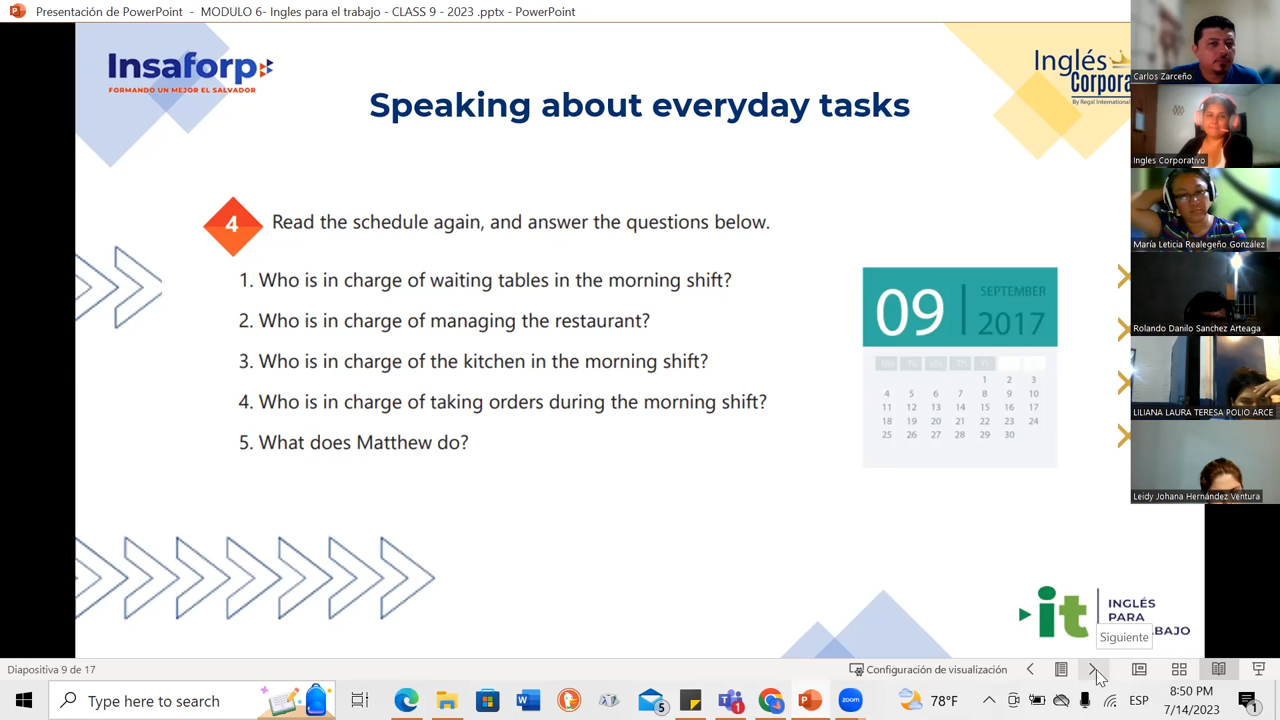 Presentación de PowerPoint - MODULO 6- Ingles para el trabajo - CLASS 9 - 2023 .pptx - PowerPoint
Insaforp
FORMANDO UN MEJOR EL SALVADOR
Inglés
Corpora
By Regal International
Speaking about everyday tasks
4 Read the schedule again, and answer the questions below.
1. Who is in charge of waiting tables in the morning shift?
2. Who is in charge of managing the restaurant?
3. Who is in charge of the kitchen in the morning shift?
4. Who is in charge of taking orders during the morning shift?
5. What does Matthew do?
09 SEPTEMBER
2017
1 2 3
4 5 6 7 8 9 10
11 12 13 14 15 16 17
18 19 20 21 22 23 24
25 26 27 28 29 30
Carlos Zarceño
Ingles Corporativo
María Leticia Realegeño González
Rolando Danilo Sanchez Arteaga
LILIANA LAURA TERESA POLIO ARCE
Leidy Johana Hernández Ventura
it INGLÉS
PARA
ABAJO
Siguiente
Diapositiva 9 de 17
Configuración de visualización
Type here to search
5
1
78°F
ESP
8:50 PM
7/14/2023
1